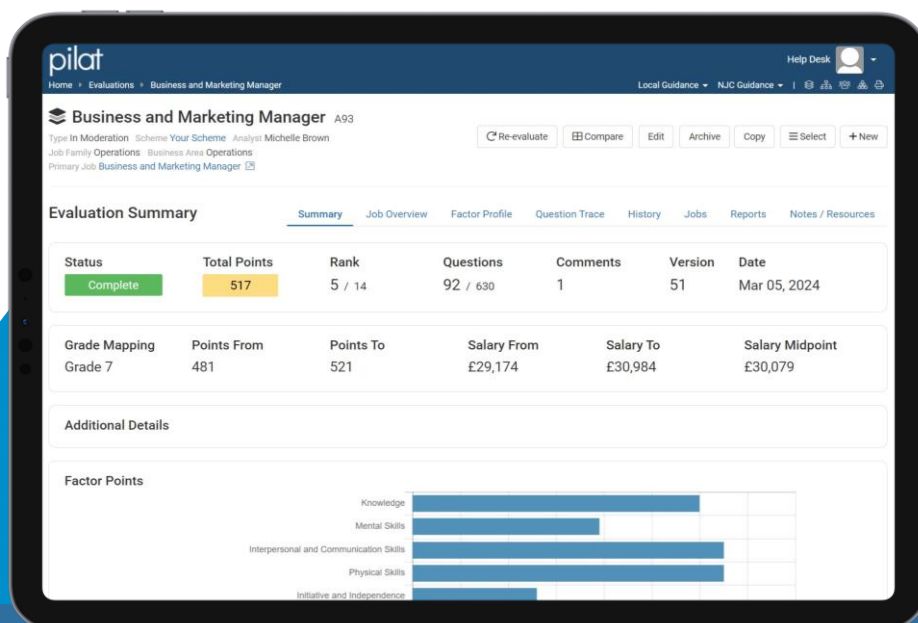 pilat
Help Desk
Home Evaluations Business and Marketing Manager
Local Guidance NJC Guidance
Business and Marketing Manager A93
Type In Moderation Scheme Your Scheme Analyst Michelle Brown
Job Family Operations Business Area Operations
Primary Job Business and Marketing Manager
Re-evaluate Compare Edit Archive Copy Select + New
Evaluation Summary
Summary Job Overview Factor Profile Question Trace History Jobs Reports Notes / Resources
Status Total Points Rank Questions Comments Version Date
Complete 517 5 / 14 92 / 630 1 51 Mar 05, 2024
Grade Mapping Points From Points To Salary From Salary To Salary Midpoint
Grade 7 481 521 £29,174 £30,984 £30,079
Additional Details
Factor Points
Knowledge
Mental Skills
Interpersonal and Communication Skills
Physical Skills
Initiative and Independence